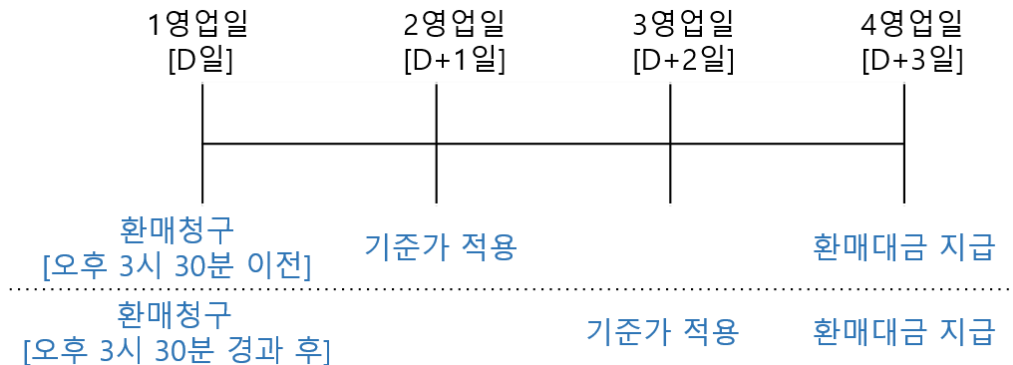 1영업일 2영업일 3영업일 4영업일
[D일] [D+1일] [D+2일] [D+3일]
환매청구
[오후 3시 30분 이전] 기준가 적용 환매대금 지급
환매청구
[오후 3시 30분 경과 후] 기준가 적용 환매대금 지급